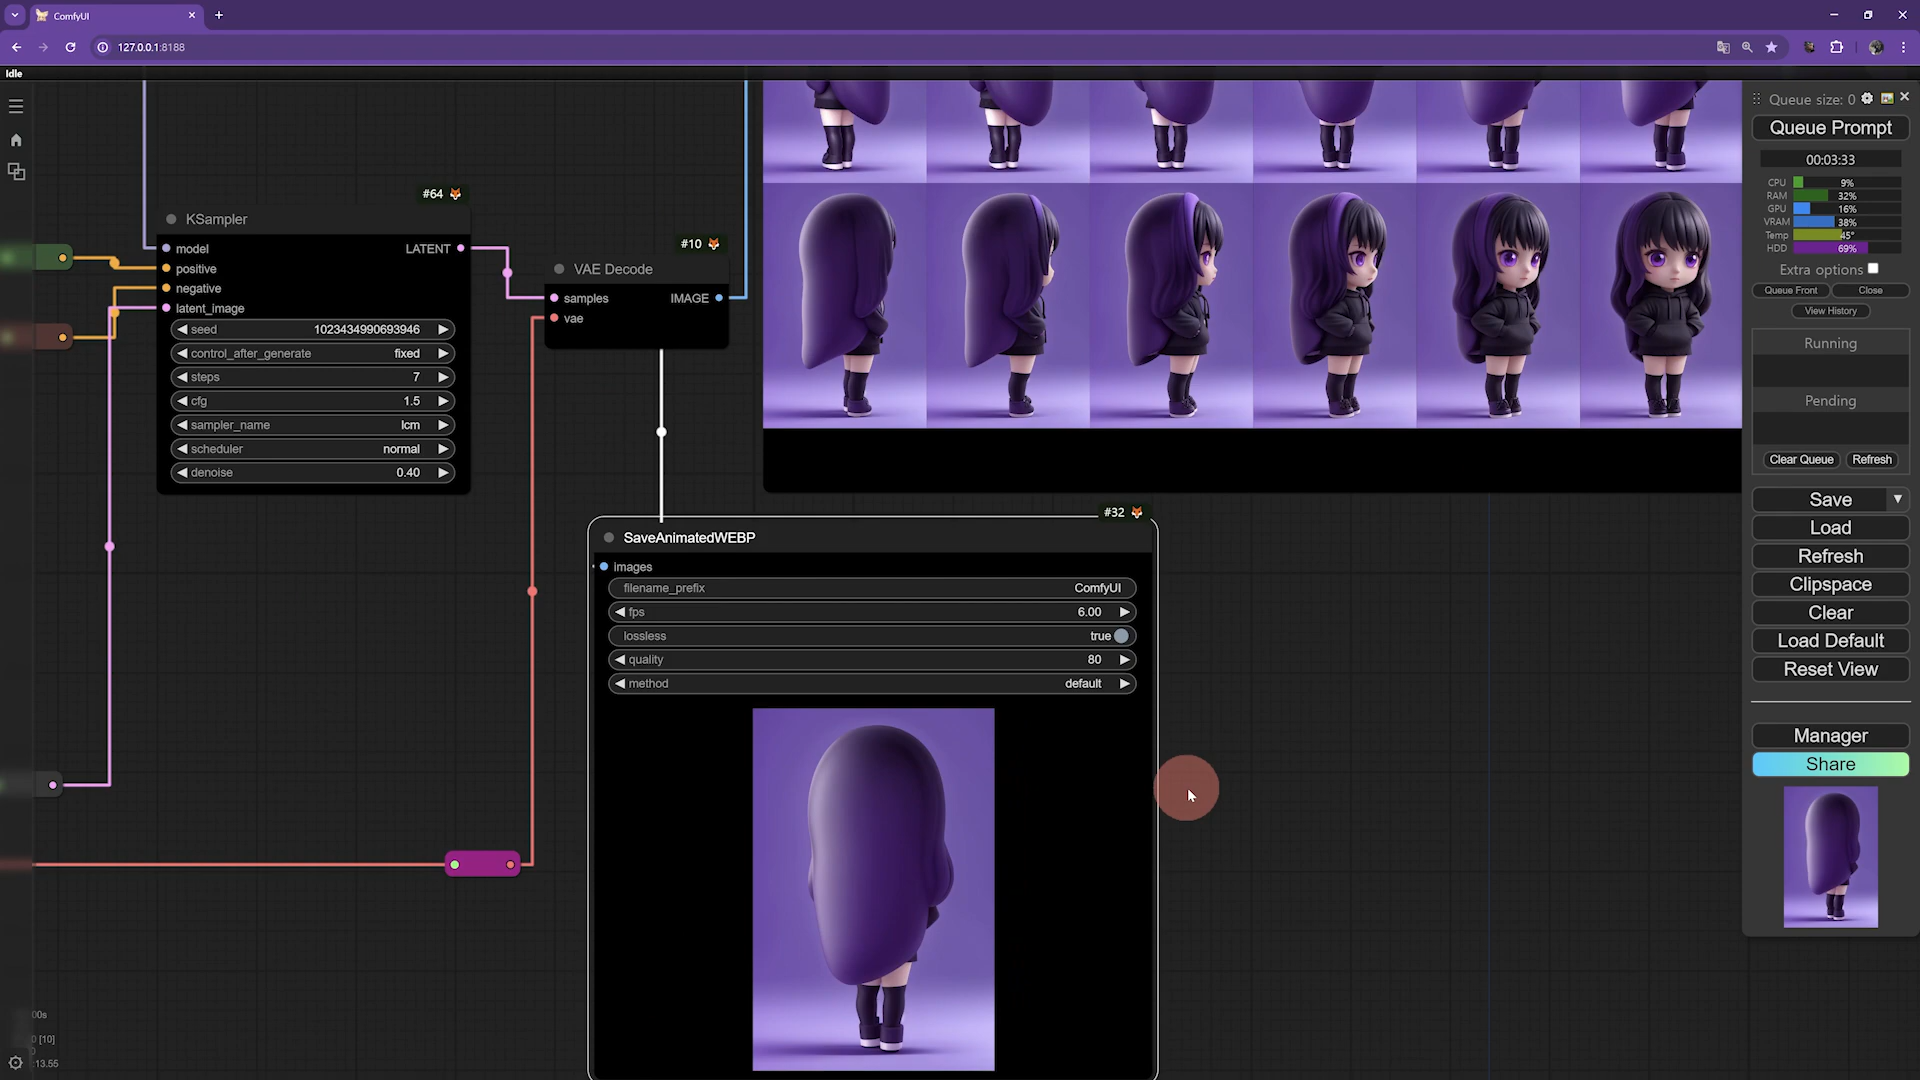 ComfyUI
127.0.0.1:8188
Idle
#64
KSampler
model
LATENT
positive
negative
latent_image
seed 1023434990693946
control_after_generate fixed
steps 7
cfg 1.5
sampler_name lcm
scheduler normal
denoise 0.40
#10
VAE Decode
samples IMAGE
vae
#32
SaveAnimatedWEBP
images
filename_prefix ComfyUI
fps 6.00
lossless true
quality 80
method default
Queue size: 0
Queue Prompt
00:03:33
CPU 9%
RAM 32%
GPU 16%
VRAM 38%
Temp 45°
HDD 69%
Extra options
Queue Front Close
View History
Running
Pending
Clear Queue Refresh
Save ▼
Load
Refresh
Clipspace
Clear
Load Default
Reset View
Manager
Share
00s
0 [10]
:13.55